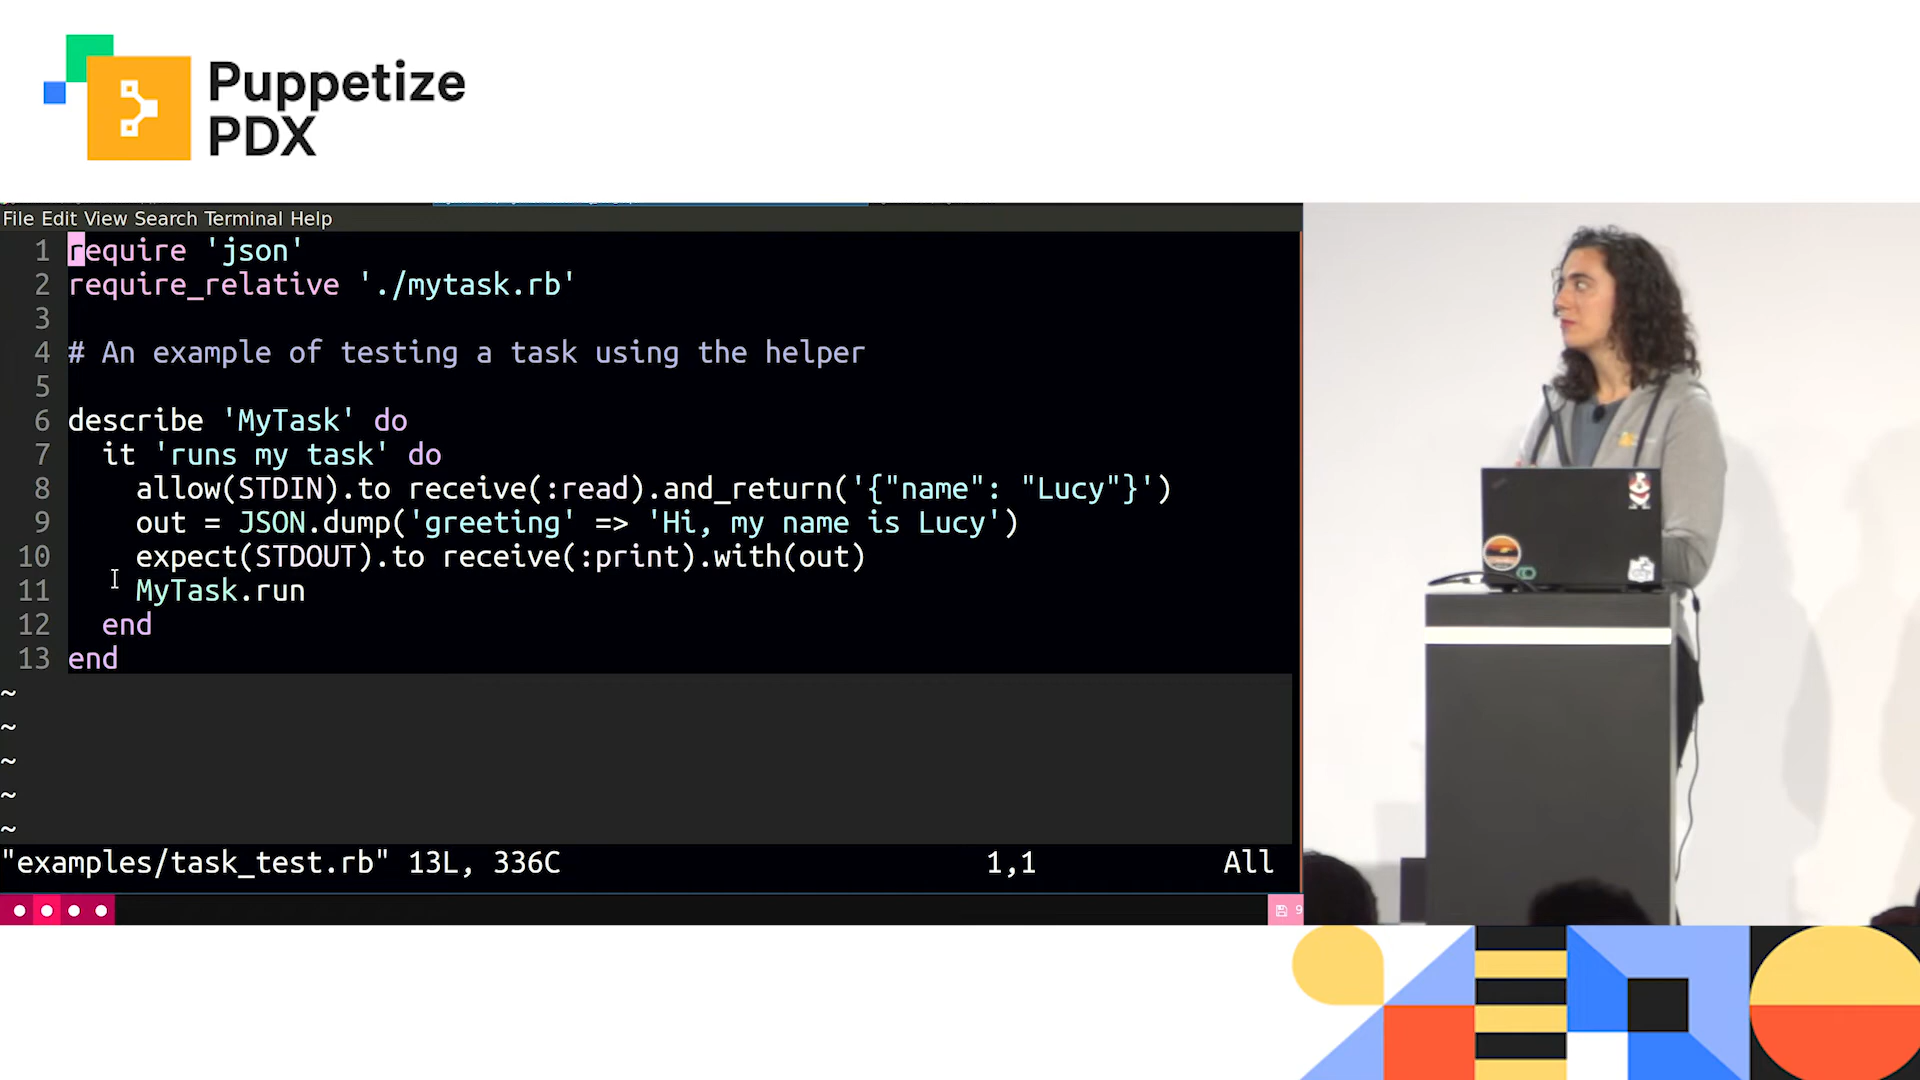 Puppetize
PDX
File Edit View Search Terminal Help
1 require 'json'
2 require_relative './mytask.rb'
3
4 # An example of testing a task using the helper
5
6 describe 'MyTask' do
7   it 'runs my task' do
8     allow(STDIN).to receive(:read).and_return('{"name": "Lucy"}')
9     out = JSON.dump('greeting' => 'Hi, my name is Lucy')
10     expect(STDOUT).to receive(:print).with(out)
11     MyTask.run
12   end
13 end
~
~
~
~
~
"examples/task_test.rb" 13L, 336C 1,1 All
9